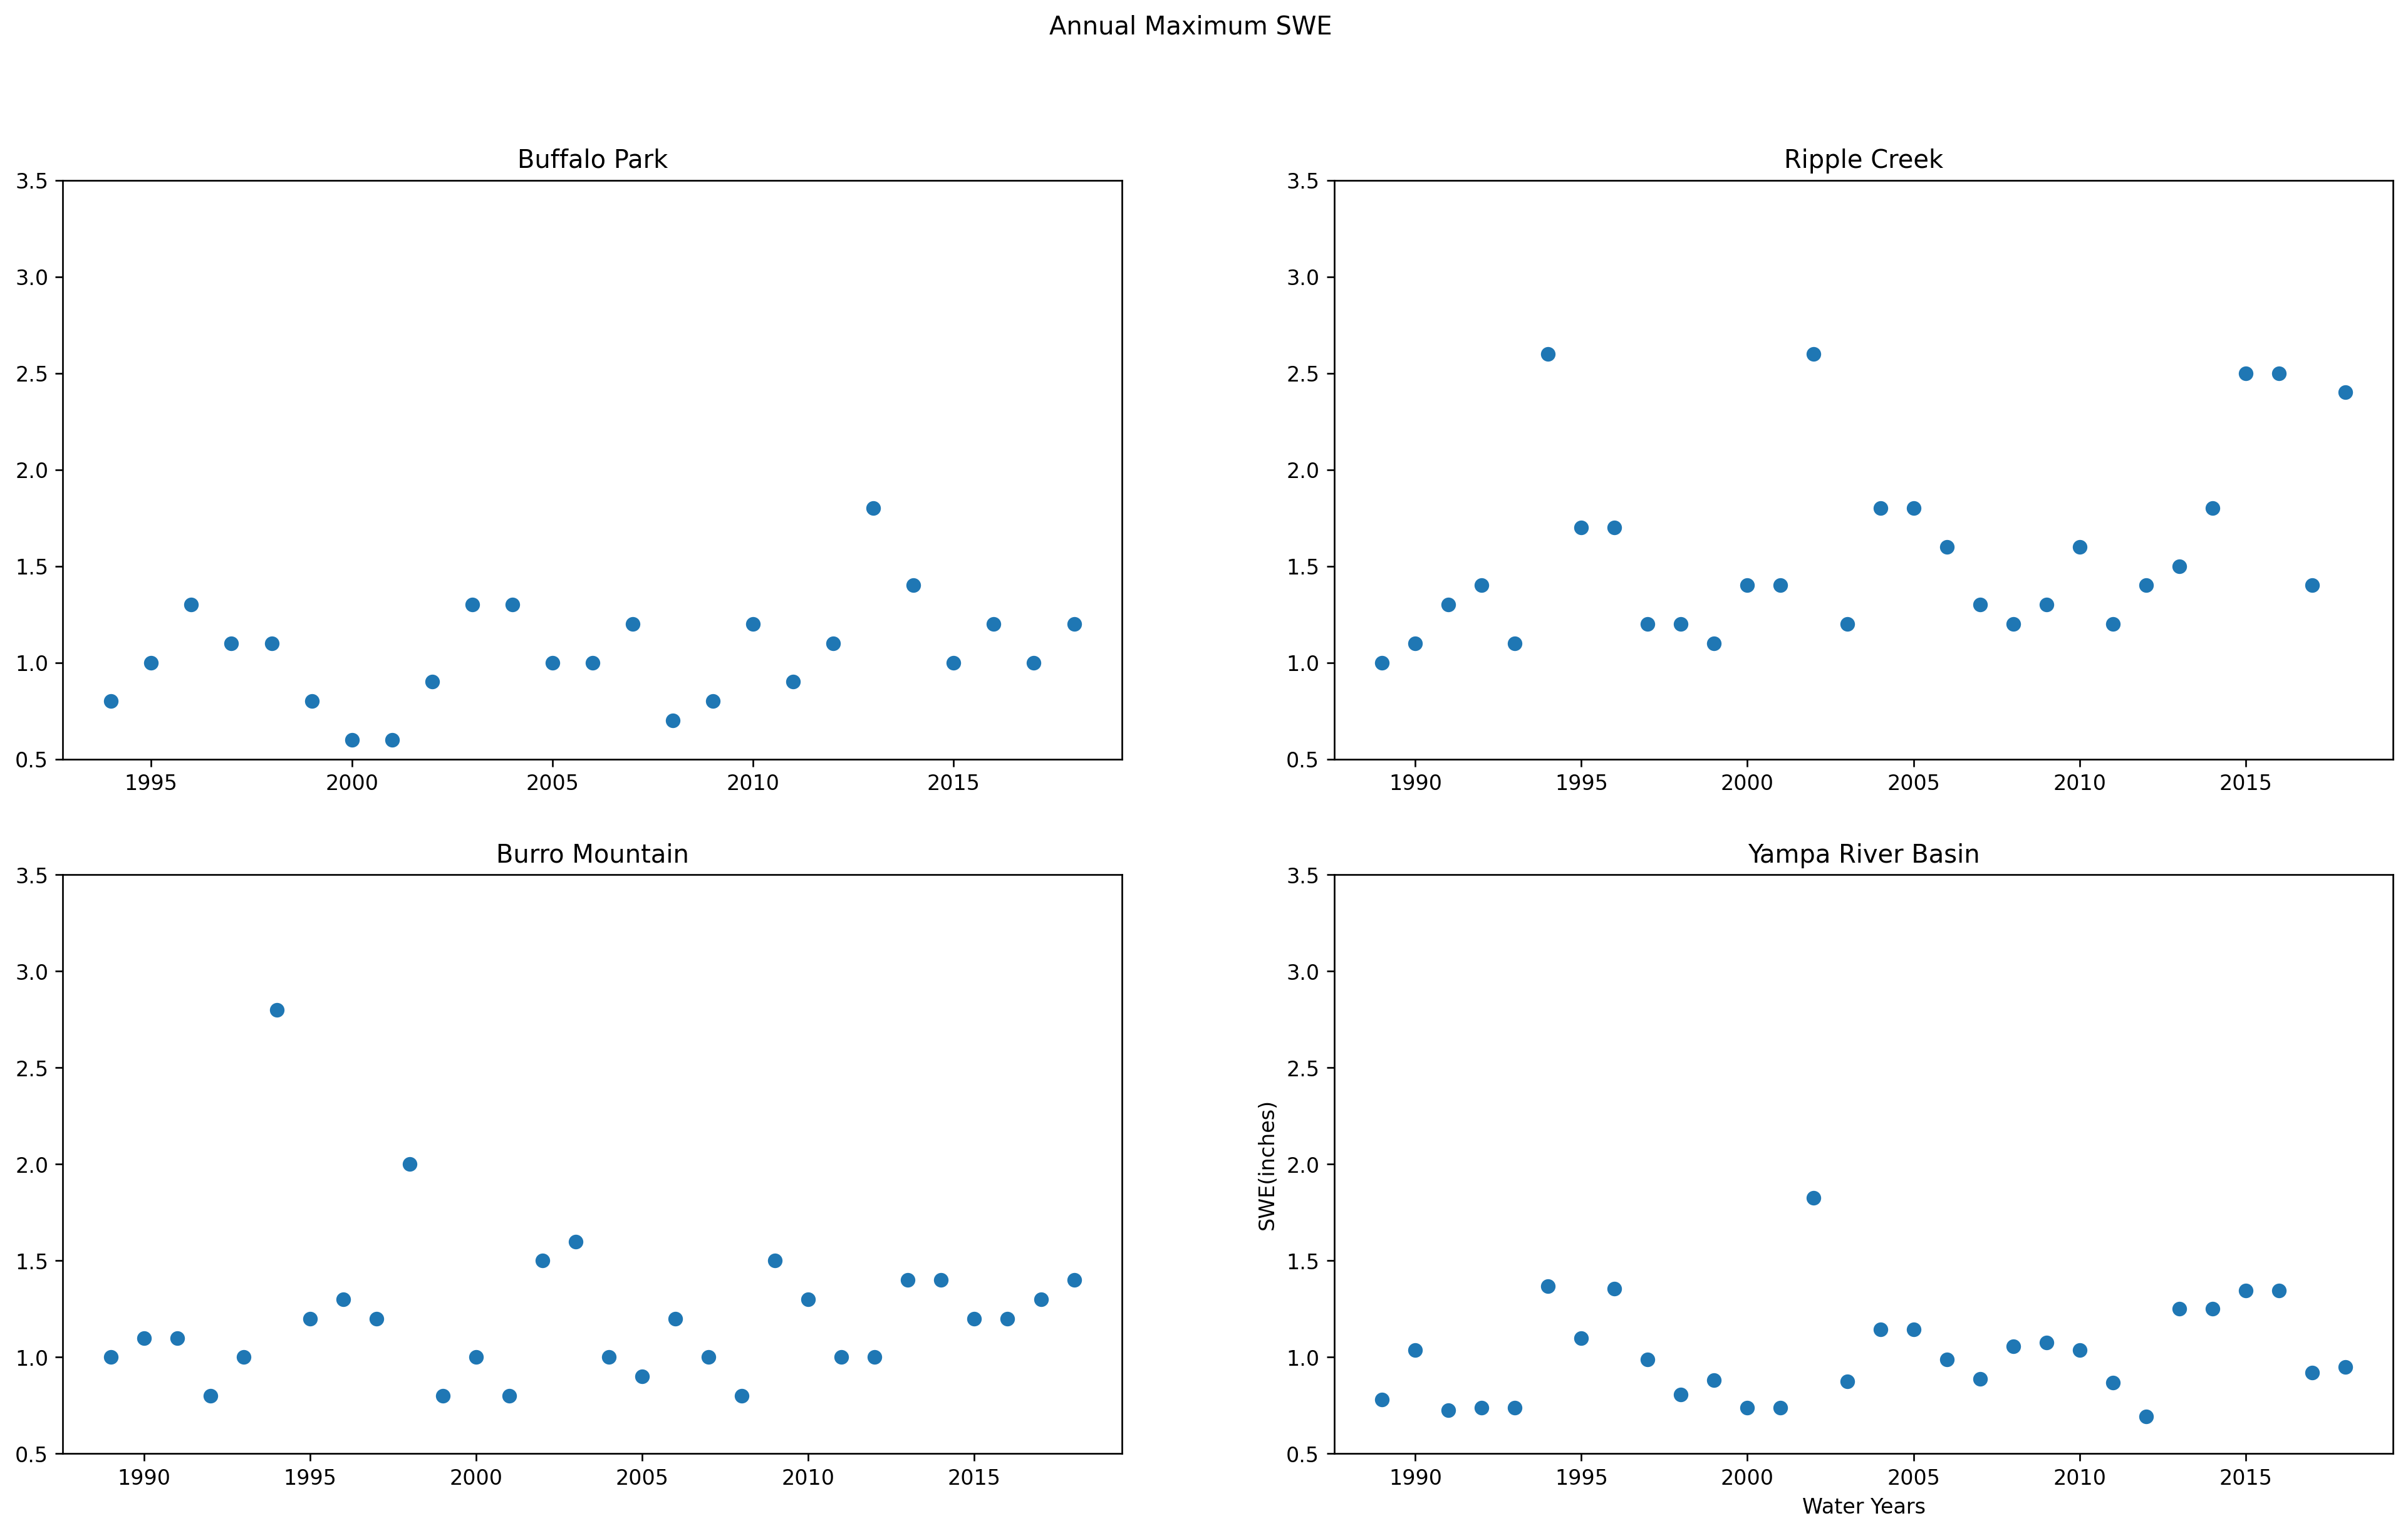 Annual Maximum SWE
Buffalo Park
3.5
3.0
2.5
2.0
1.5
1.0
0.5
1995 2000 2005 2010 2015
Ripple Creek
3.5
3.0
2.5
2.0
1.5
1.0
0.5
1990 1995 2000 2005 2010 2015
Burro Mountain
3.5
3.0
2.5
2.0
1.5
1.0
0.5
1990 1995 2000 2005 2010 2015
Yampa River Basin
SWE(inches)
3.5
3.0
2.5
2.0
1.5
1.0
0.5
1990 1995 2000 2005 2010 2015
Water Years